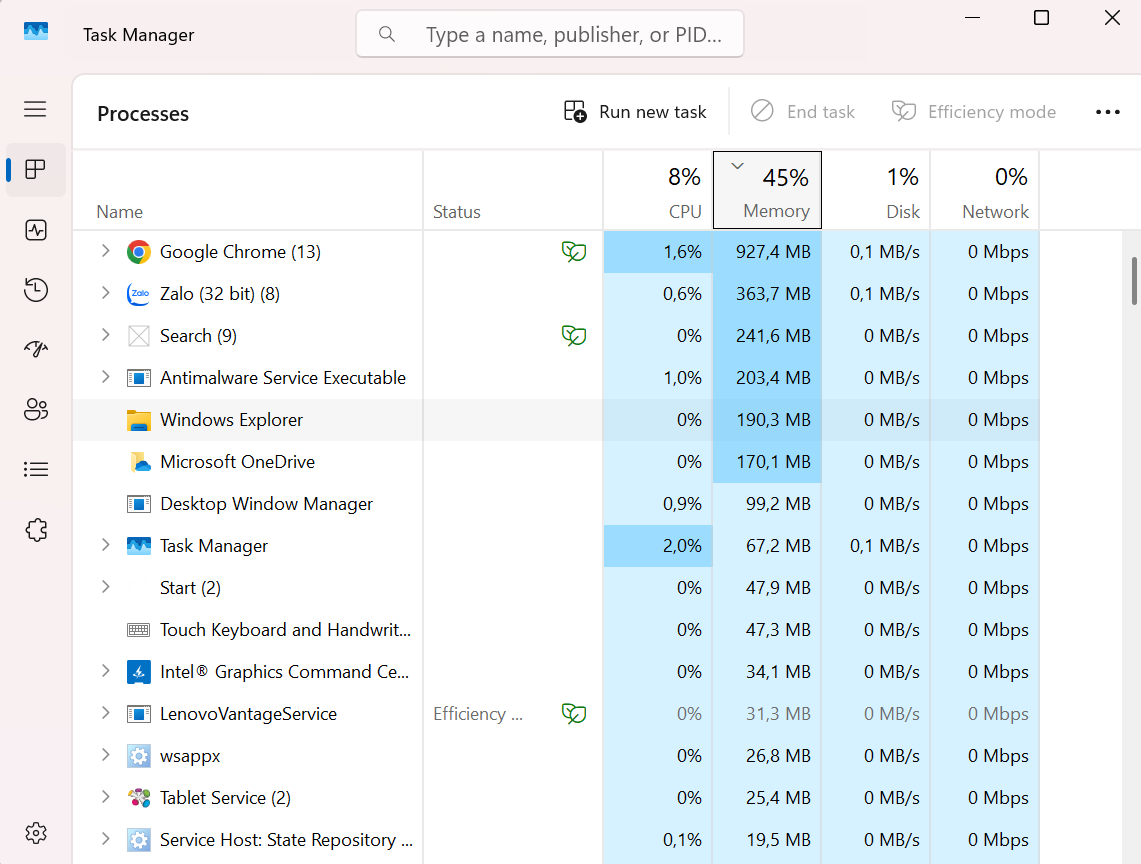 Task Manager
Type a name, publisher, or PID...
Processes
Run new task
End task
Efficiency mode
8% 45% 1% 0%
Name Status CPU Memory Disk Network
Google Chrome (13) 1,6% 927,4 MB 0,1 MB/s 0 Mbps
Zalo Zalo (32 bit) (8) 0,6% 363,7 MB 0,1 MB/s 0 Mbps
Search (9) 0% 241,6 MB 0 MB/s 0 Mbps
Antimalware Service Executable 1,0% 203,4 MB 0 MB/s 0 Mbps
Windows Explorer 0% 190,3 MB 0 MB/s 0 Mbps
Microsoft OneDrive 0% 170,1 MB 0 MB/s 0 Mbps
Desktop Window Manager 0,9% 99,2 MB 0 MB/s 0 Mbps
Task Manager 2,0% 67,2 MB 0,1 MB/s 0 Mbps
Start (2) 0% 47,9 MB 0 MB/s 0 Mbps
Touch Keyboard and Handwrit... 0% 47,3 MB 0 MB/s 0 Mbps
Intel® Graphics Command Ce... 0% 34,1 MB 0 MB/s 0 Mbps
LenovoVantageService Efficiency ... 0% 31,3 MB 0 MB/s 0 Mbps
wsappx 0% 26,8 MB 0 MB/s 0 Mbps
Tablet Service (2) 0% 25,4 MB 0 MB/s 0 Mbps
Service Host: State Repository ... 0,1% 19,5 MB 0 MB/s 0 Mbps